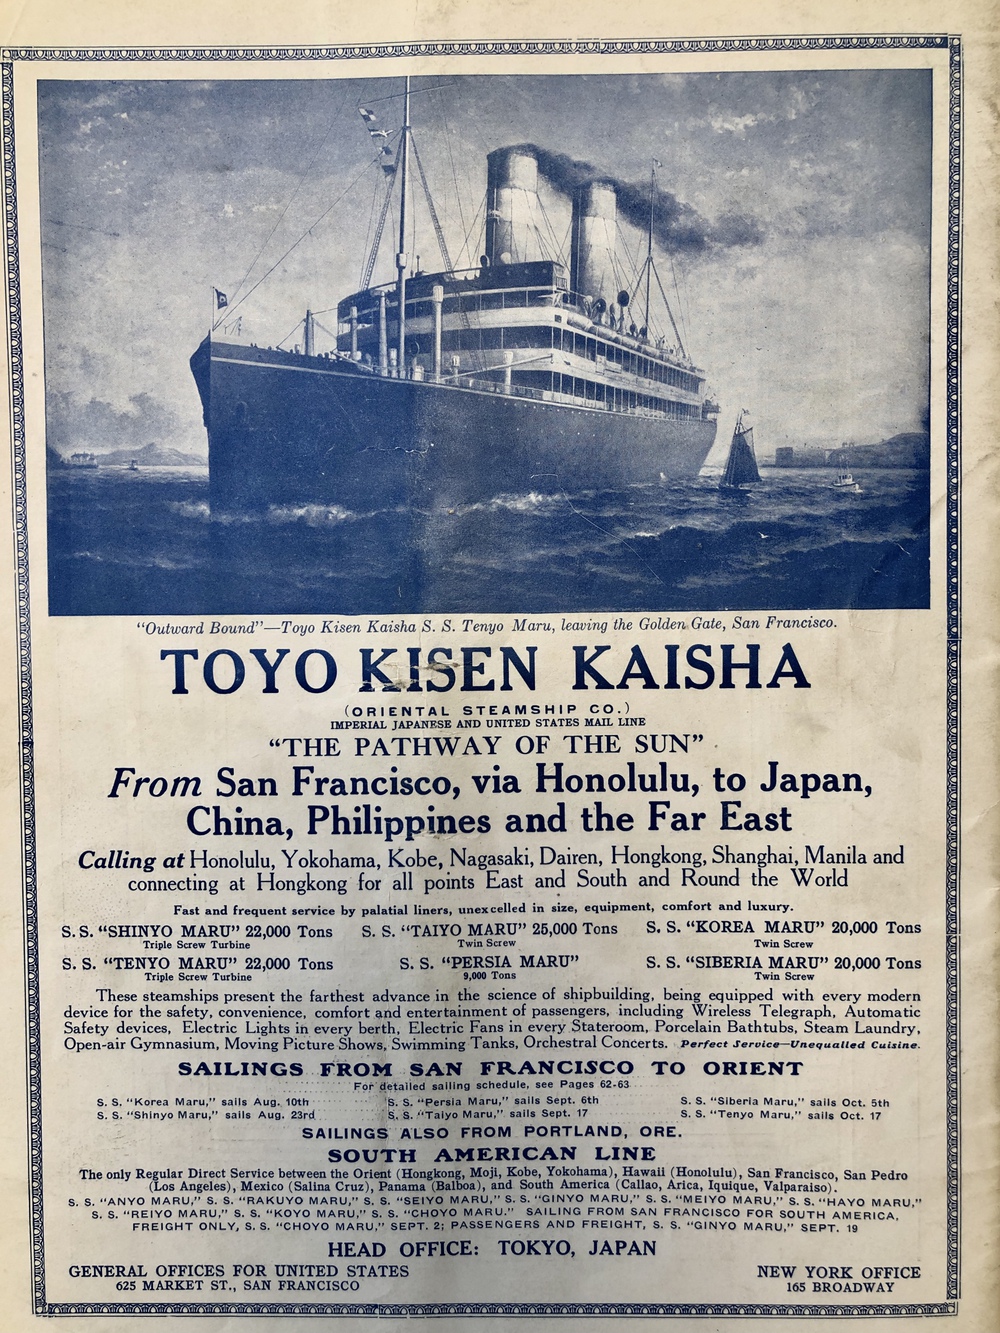 "Outward Bound"—Toyo Kisen Kaisha S. S. Tenyo Maru, leaving the Golden Gate, San Francisco.
TOYO KISEN KAISHA
(ORIENTAL STEAMSHIP CO.)
IMPERIAL JAPANESE AND UNITED STATES MAIL LINE
"THE PATHWAY OF THE SUN"
From San Francisco, via Honolulu, to Japan,
China, Philippines and the Far East
Calling at Honolulu, Yokohama, Kobe, Nagasaki, Dairen, Hongkong, Shanghai, Manila and
connecting at Hongkong for all points East and South and Round the World
Fast and frequent service by palatial liners, unexcelled in size, equipment, comfort and luxury.
S. S. "SHINYO MARU" 22,000 Tons S. S. "TAIYO MARU" 25,000 Tons S. S. "KOREA MARU" 20,000 Tons
Triple Screw Turbine Twin Screw Twin Screw
S. S. "TENYO MARU" 22,000 Tons S. S. "PERSIA MARU" S. S. "SIBERIA MARU" 20,000 Tons
Triple Screw Turbine 9,000 Tons Twin Screw
These steamships present the farthest advance in the science of shipbuilding, being equipped with every modern
device for the safety, convenience, comfort and entertainment of passengers, including Wireless Telegraph, Automatic
Safety devices, Electric Lights in every berth, Electric Fans in every Stateroom, Porcelain Bathtubs, Steam Laundry,
Open-air Gymnasium, Moving Picture Shows, Swimming Tanks, Orchestral Concerts. Perfect Service—Unequalled Cuisine.
SAILINGS FROM SAN FRANCISCO TO ORIENT
For detailed sailing schedule, see Pages 62-63
S. S. "Korea Maru," sails Aug. 10th S. S. "Persia Maru," sails Sept. 6th S. S. "Siberia Maru," sails Oct. 5th
S. S. "Shinyo Maru," sails Aug. 23rd S. S. "Taiyo Maru," sails Sept. 17 S. S. "Tenyo Maru," sails Oct. 17
SAILINGS ALSO FROM PORTLAND, ORE.
SOUTH AMERICAN LINE
The only Regular Direct Service between the Orient (Hongkong, Moji, Kobe, Yokohama), Hawaii (Honolulu), San Francisco, San Pedro
(Los Angeles), Mexico (Salina Cruz), Panama (Balboa), and South America (Callao, Arica, Iquique, Valparaiso).
S. S. "ANYO MARU," S. S. "RAKUYO MARU," S. S. "SEIYO MARU," S. S. "GINYO MARU," S. S. "MEIYO MARU," S. S. "HAYO MARU,"
S. S. "REIYO MARU," S. S. "KOYO MARU," S. S. "CHOYO MARU." SAILING FROM SAN FRANCISCO FOR SOUTH AMERICA,
FREIGHT ONLY, S. S. "CHOYO MARU," SEPT. 2; PASSENGERS AND FREIGHT, S. S. "GINYO MARU," SEPT. 19
HEAD OFFICE: TOKYO, JAPAN
GENERAL OFFICES FOR UNITED STATES NEW YORK OFFICE
625 MARKET ST., SAN FRANCISCO 165 BROADWAY